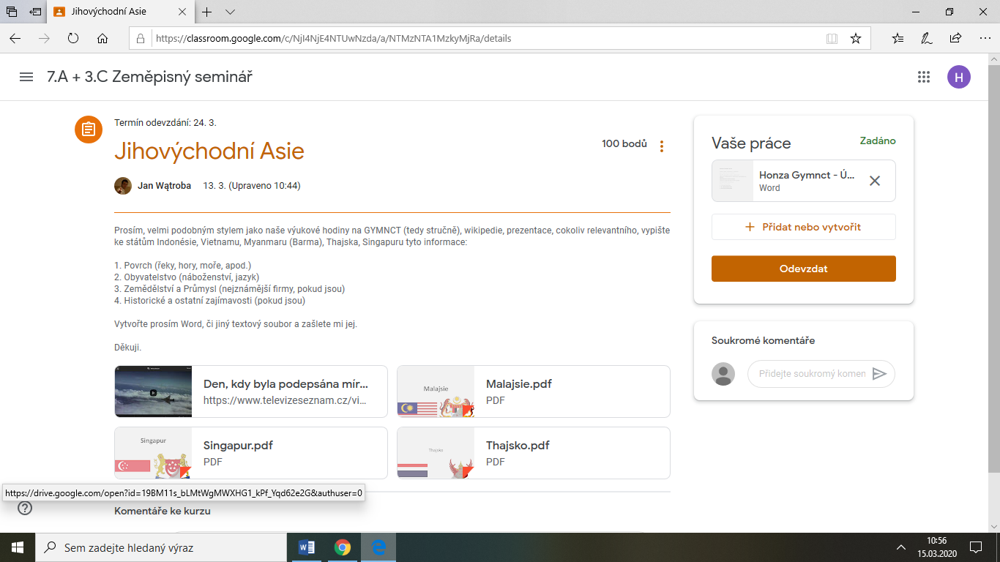 Jihovýchodní Asie
https://classroom.google.com/c/NjI4NjE4NTUwNzda/a/NTMzNTA1MzkyMjRa/details
7.A + 3.C Zeměpisný seminář
H
Termín odevzdání: 24. 3.
Jihovýchodní Asie
100 bodů
Jan Wątroba 13. 3. (Upraveno 10:44)
Prosím, velmi podobným stylem jako naše výukové hodiny na GYMNCT (tedy stručně), wikipedie, prezentace, cokoliv relevantního, vypište
ke státům Indonésie, Vietnamu, Myanmaru (Barma), Thajska, Singapuru tyto informace:
1. Povrch (řeky, hory, moře, apod.)
2. Obyvatelstvo (náboženství, jazyk)
3. Zemědělství a Průmysl (nejznámější firmy, pokud jsou)
4. Historické a ostatní zajímavosti (pokud jsou)
Vytvořte prosím Word, či jiný textový soubor a zašlete mi jej.
Děkuji.
Den, kdy byla podepsána mír...
https://www.televizeseznam.cz/vi...
Malajsie
Malajsie.pdf
PDF
Singapur
Singapur.pdf
PDF
Thajsko
Thajsko.pdf
PDF
https://drive.google.com/open?id=19BM11s_bLMtWgMWXHG1_kPf_Yqd62e2G&authuser=0
Komentáře ke kurzu
Vaše práce
Zadáno
Honza Gymnct - Ú...
Word
+ Přidat nebo vytvořit
Odevzdat
Soukromé komentáře
Přidejte soukromý komen
Sem zadejte hledaný výraz
10:56
15.03.2020